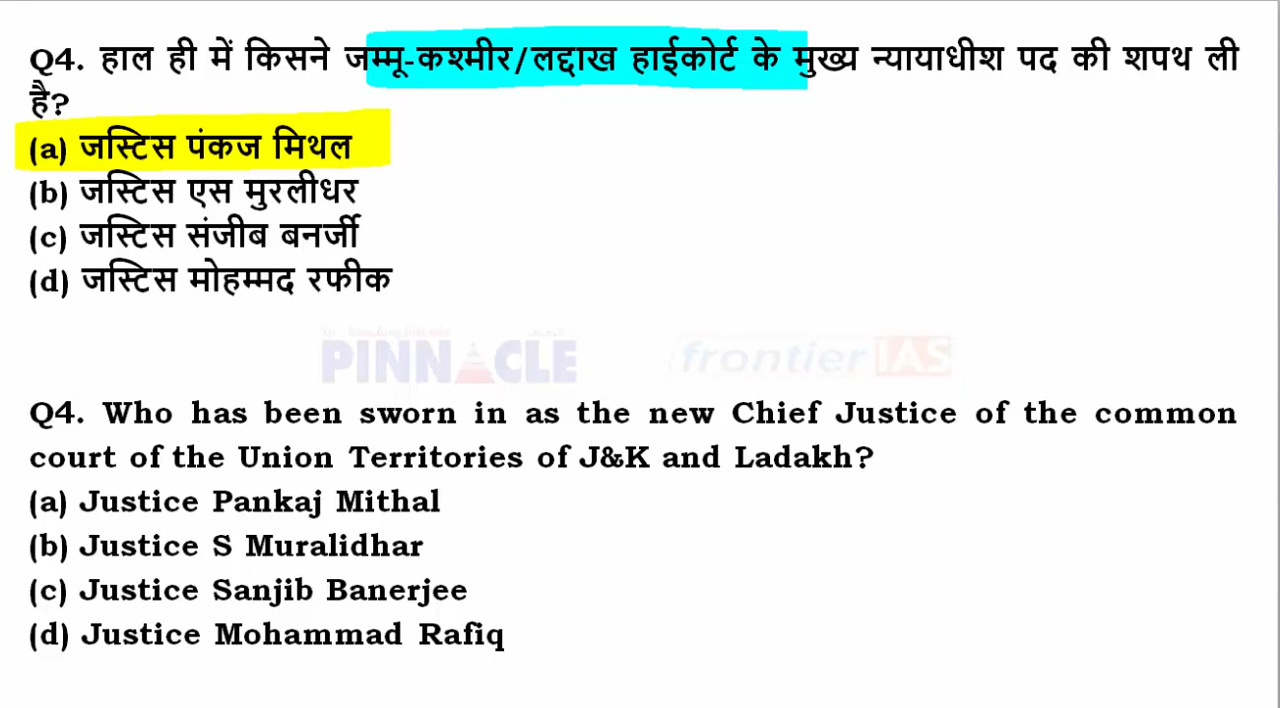 Q4. हाल ही में किसने जम्मू-कश्मीर/लद्दाख हाईकोर्ट के मुख्य न्यायाधीश पद की शपथ ली
है?
(a) जस्टिस पंकज मिथल
(b) जस्टिस एस मुरलीधर
(c) जस्टिस संजीब बनर्जी
(d) जस्टिस मोहम्मद रफीक
PINNACLE frontier IAS
Q4. Who has been sworn in as the new Chief Justice of the common
court of the Union Territories of J&K and Ladakh?
(a) Justice Pankaj Mithal
(b) Justice S Muralidhar
(c) Justice Sanjib Banerjee
(d) Justice Mohammad Rafiq